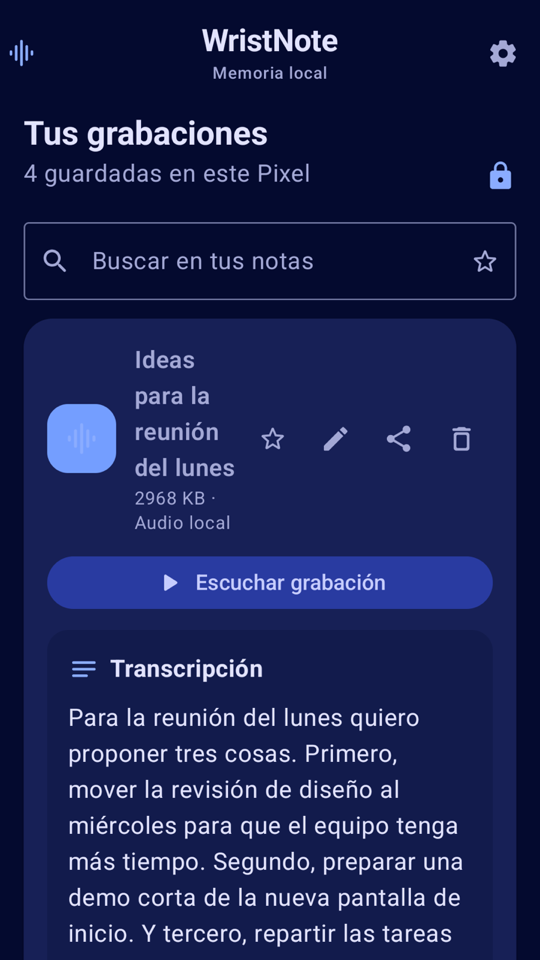 WristNote
Memoria local
Tus grabaciones
4 guardadas en este Pixel
Buscar en tus notas
Ideas
para la
reunión
del lunes
2968 KB ·
Audio local
Escuchar grabación
Transcripción
Para la reunión del lunes quiero
proponer tres cosas. Primero,
mover la revisión de diseño al
miércoles para que el equipo tenga
más tiempo. Segundo, preparar una
demo corta de la nueva pantalla de
inicio. Y tercero, repartir las tareas